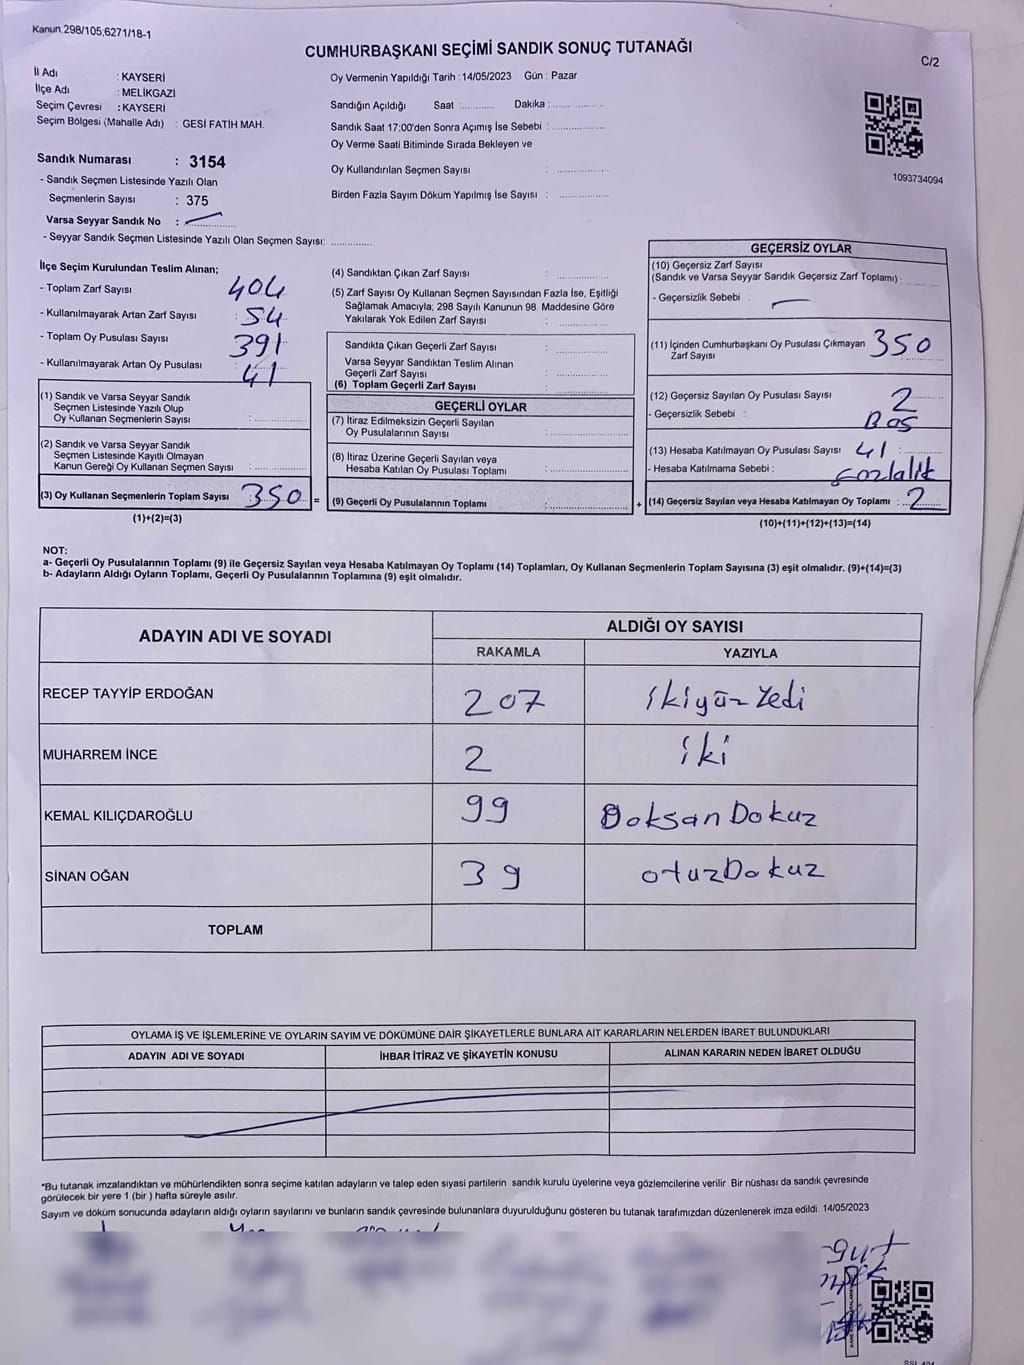 Kanun.298/105;6271/18-1
CUMHURBAŞKANI SEÇİMİ SANDIK SONUÇ TUTANAĞI
C/2
İl Adı : KAYSERİ
İlçe Adı : MELİKGAZİ
Seçim Çevresi : KAYSERİ
Seçim Bölgesi (Mahalle Adı) : GESİ FATİH MAH.
Sandık Numarası : 3154
- Sandık Seçmen Listesinde Yazılı Olan
Seçmenlerin Sayısı : 375
Varsa Seyyar Sandık No :
- Seyyar Sandık Seçmen Listesinde Yazılı Olan Seçmen Sayısı: ............
Oy Vermenin Yapıldığı Tarih : 14/05/2023 Gün : Pazar
Sandığın Açıldığı Saat :.......... Dakika : ...............
Sandık Saat 17:00'den Sonra Açımış İse Sebebi : ...............
Oy Verme Saati Bitiminde Sırada Bekleyen ve
Oy Kullandırılan Seçmen Sayısı : ...............
Birden Fazla Sayım Döküm Yapılmış İse Sayısı : ...............
1093734094
İlçe Seçim Kurulundan Teslim Alınan;
- Toplam Zarf Sayısı 404
- Kullanılmayarak Artan Zarf Sayısı : 54
- Toplam Oy Pusulası Sayısı 391
- Kullanılmayarak Artan Oy Pusulası : 41
(1) Sandık ve Varsa Seyyar Sandık
Seçmen Listesinde Yazılı Olup
Oy Kullanan Seçmenlerin Sayısı : ...............
(2) Sandık ve Varsa Seyyar Sandık
Seçmen Listesinde Kayıtlı Olmayan
Kanun Gereği Oy Kullanan Seçmen Sayısı : ...............
(3) Oy Kullanan Seçmenlerin Toplam Sayısı 350 =
(1)+(2)=(3)
(4) Sandıktan Çıkan Zarf Sayısı : ...............
(5) Zarf Sayısı Oy Kullanan Seçmen Sayısından Fazla İse, Eşitliği
Sağlamak Amacıyla; 298 Sayılı Kanunun 98. Maddesine Göre
Yakılarak Yok Edilen Zarf Sayısı : ...............
Sandıkta Çıkan Geçerli Zarf Sayısı : ...............
Varsa Seyyar Sandıktan Teslim Alınan
Geçerli Zarf Sayısı : ...............
(6) Toplam Geçerli Zarf Sayısı : ...............
GEÇERLİ OYLAR
(7) İtiraz Edilmeksizin Geçerli Sayılan
Oy Pusulalarının Sayısı : ...............
(8) İtiraz Üzerine Geçerli Sayılan veya
Hesaba Katılan Oy Pusulası Toplamı : ...............
(9) Geçerli Oy Pusulalarının Toplamı : ............... +
GEÇERSİZ OYLAR
(10) Geçersiz Zarf Sayısı
(Sandık ve Varsa Seyyar Sandık Geçersiz Zarf Toplamı) : ............
- Geçersizlik Sebebi :
(11) İçinden Cumhurbaşkanı Oy Pusulası Çıkmayan 350
Zarf Sayısı
(12) Geçersiz Sayılan Oy Pusulası Sayısı 2
- Geçersizlik Sebebi : Boş
(13) Hesaba Katılmayan Oy Pusulası Sayısı 41
- Hesaba Katılmama Sebebi : fazlalık
(14) Geçersiz Sayılan veya Hesaba Katılmayan Oy Toplamı : 2
(10)+(11)+(12)+(13)=(14)
NOT:
a- Geçerli Oy Pusulalarının Toplamı (9) ile Geçersiz Sayılan veya Hesaba Katılmayan Oy Toplamı (14) Toplamları, Oy Kullanan Seçmenlerin Toplam Sayısına (3) eşit olmalıdır. (9)+(14)=(3)
b- Adayların Aldığı Oyların Toplamı, Geçerli Oy Pusulalarının Toplamına (9) eşit olmalıdır.
ADAYIN ADI VE SOYADI
ALDIĞI OY SAYISI
RAKAMLA YAZIYLA
RECEP TAYYİP ERDOĞAN 207 ikiyüz Yedi
MUHARREM İNCE 2 iki
KEMAL KILIÇDAROĞLU 99 Doksan Dokuz
SİNAN OĞAN 39 otuzDokuz
TOPLAM
OYLAMA İŞ VE İŞLEMLERİNE VE OYLARIN SAYIM VE DÖKÜMÜNE DAİR ŞİKAYETLERLE BUNLARA AİT KARARLARIN NELERDEN İBARET BULUNDUKLARI
ADAYIN ADI VE SOYADI İHBAR İTİRAZ VE ŞİKAYETİN KONUSU ALINAN KARARIN NEDEN İBARET OLDUĞU
*Bu tutanak imzalandıktan ve mühürlendikten sonra seçime katılan adayların ve talep eden siyasi partilerin sandık kurulu üyelerine veya gözlemcilerine verilir Bir nüshası da sandık çevresinde
görülecek bir yere 1 (bir ) hafta süreyle asılır.
Sayım ve döküm sonucunda adayların aldığı oyların sayılarını ve bunların sandık çevresinde bulunanlara duyurulduğunu gösteren bu tutanak tarafımızdan düzenlenerek imza edildi. 14/05/2023